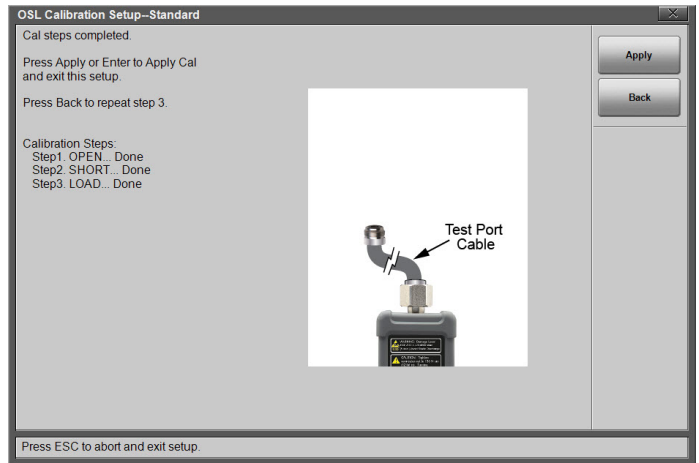 OSL Calibration Setup--Standard
Cal steps completed.
Press Apply or Enter to Apply Cal
and exit this setup.
Press Back to repeat step 3.
Calibration Steps:
Step1. OPEN... Done
Step2. SHORT... Done
Step3. LOAD... Done
Apply
Back
Test Port
Cable
Press ESC to abort and exit setup.